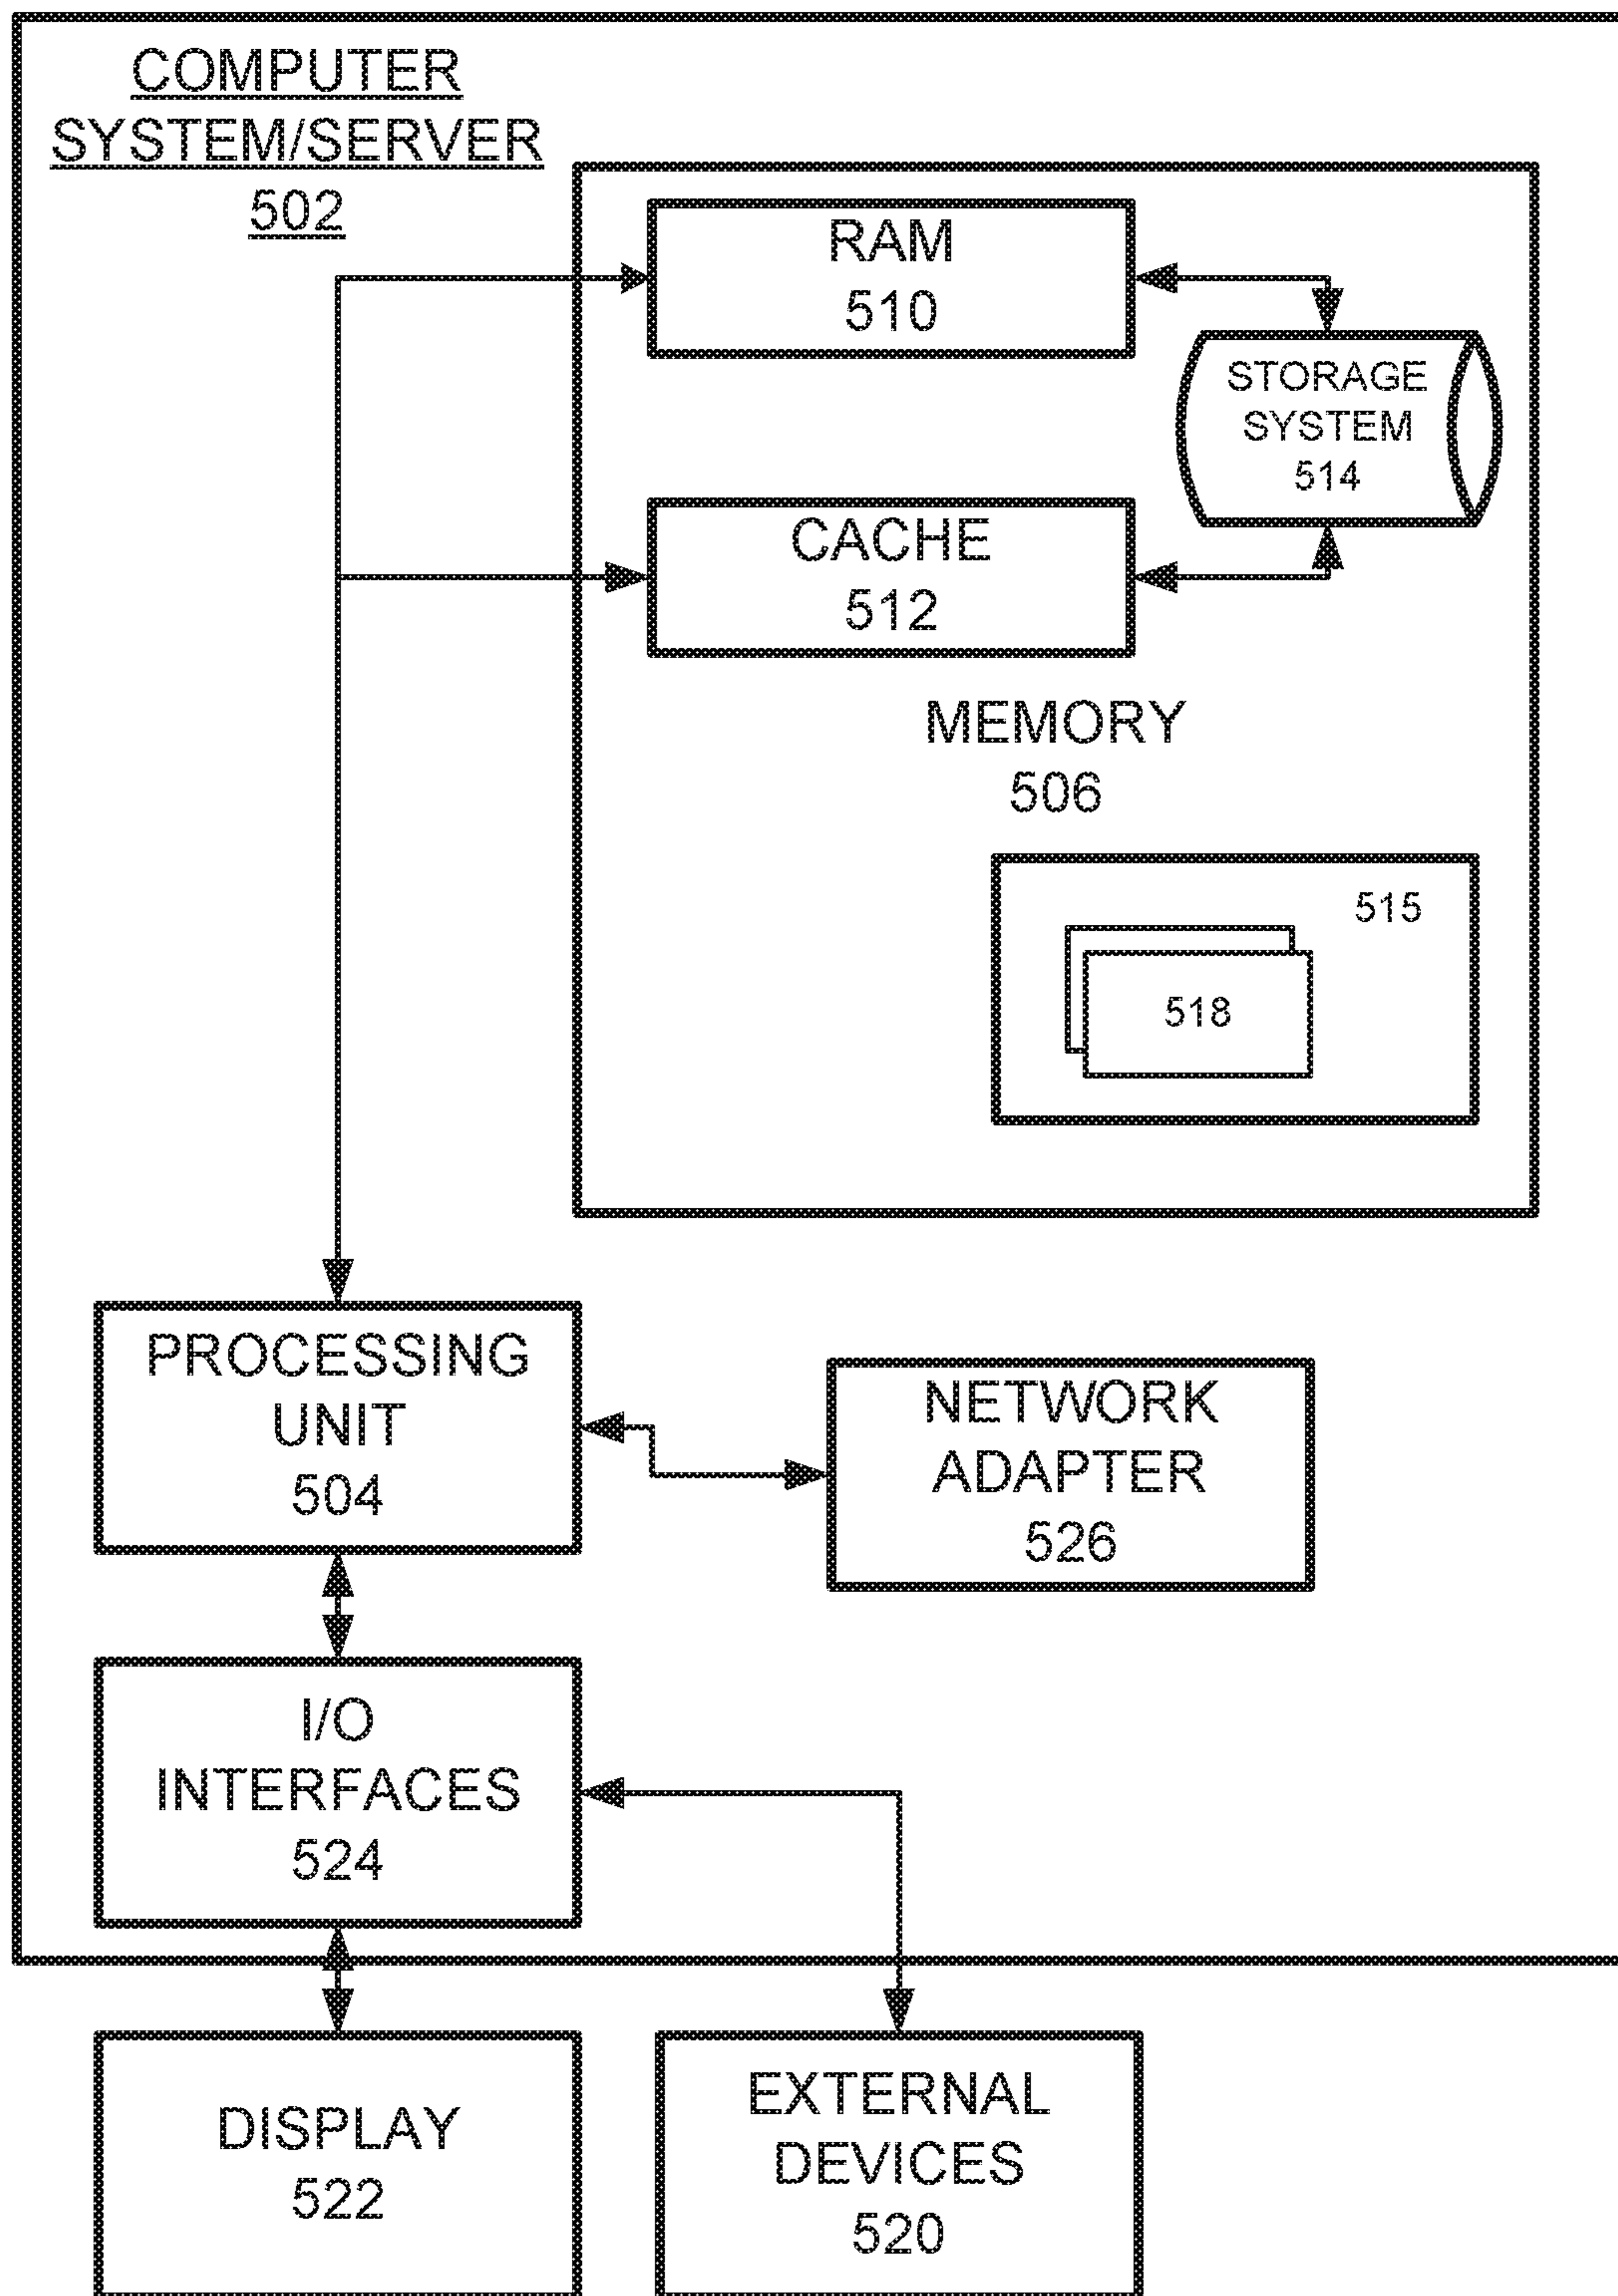 COMPUTER
SYSTEM/SERVER
502
RAM
510
STORAGE
SYSTEM
514
CACHE
512
MEMORY
506
515
518
PROCESSING
UNIT
504
NETWORK
ADAPTER
526
I/O
INTERFACES
524
DISPLAY
522
EXTERNAL
DEVICES
520